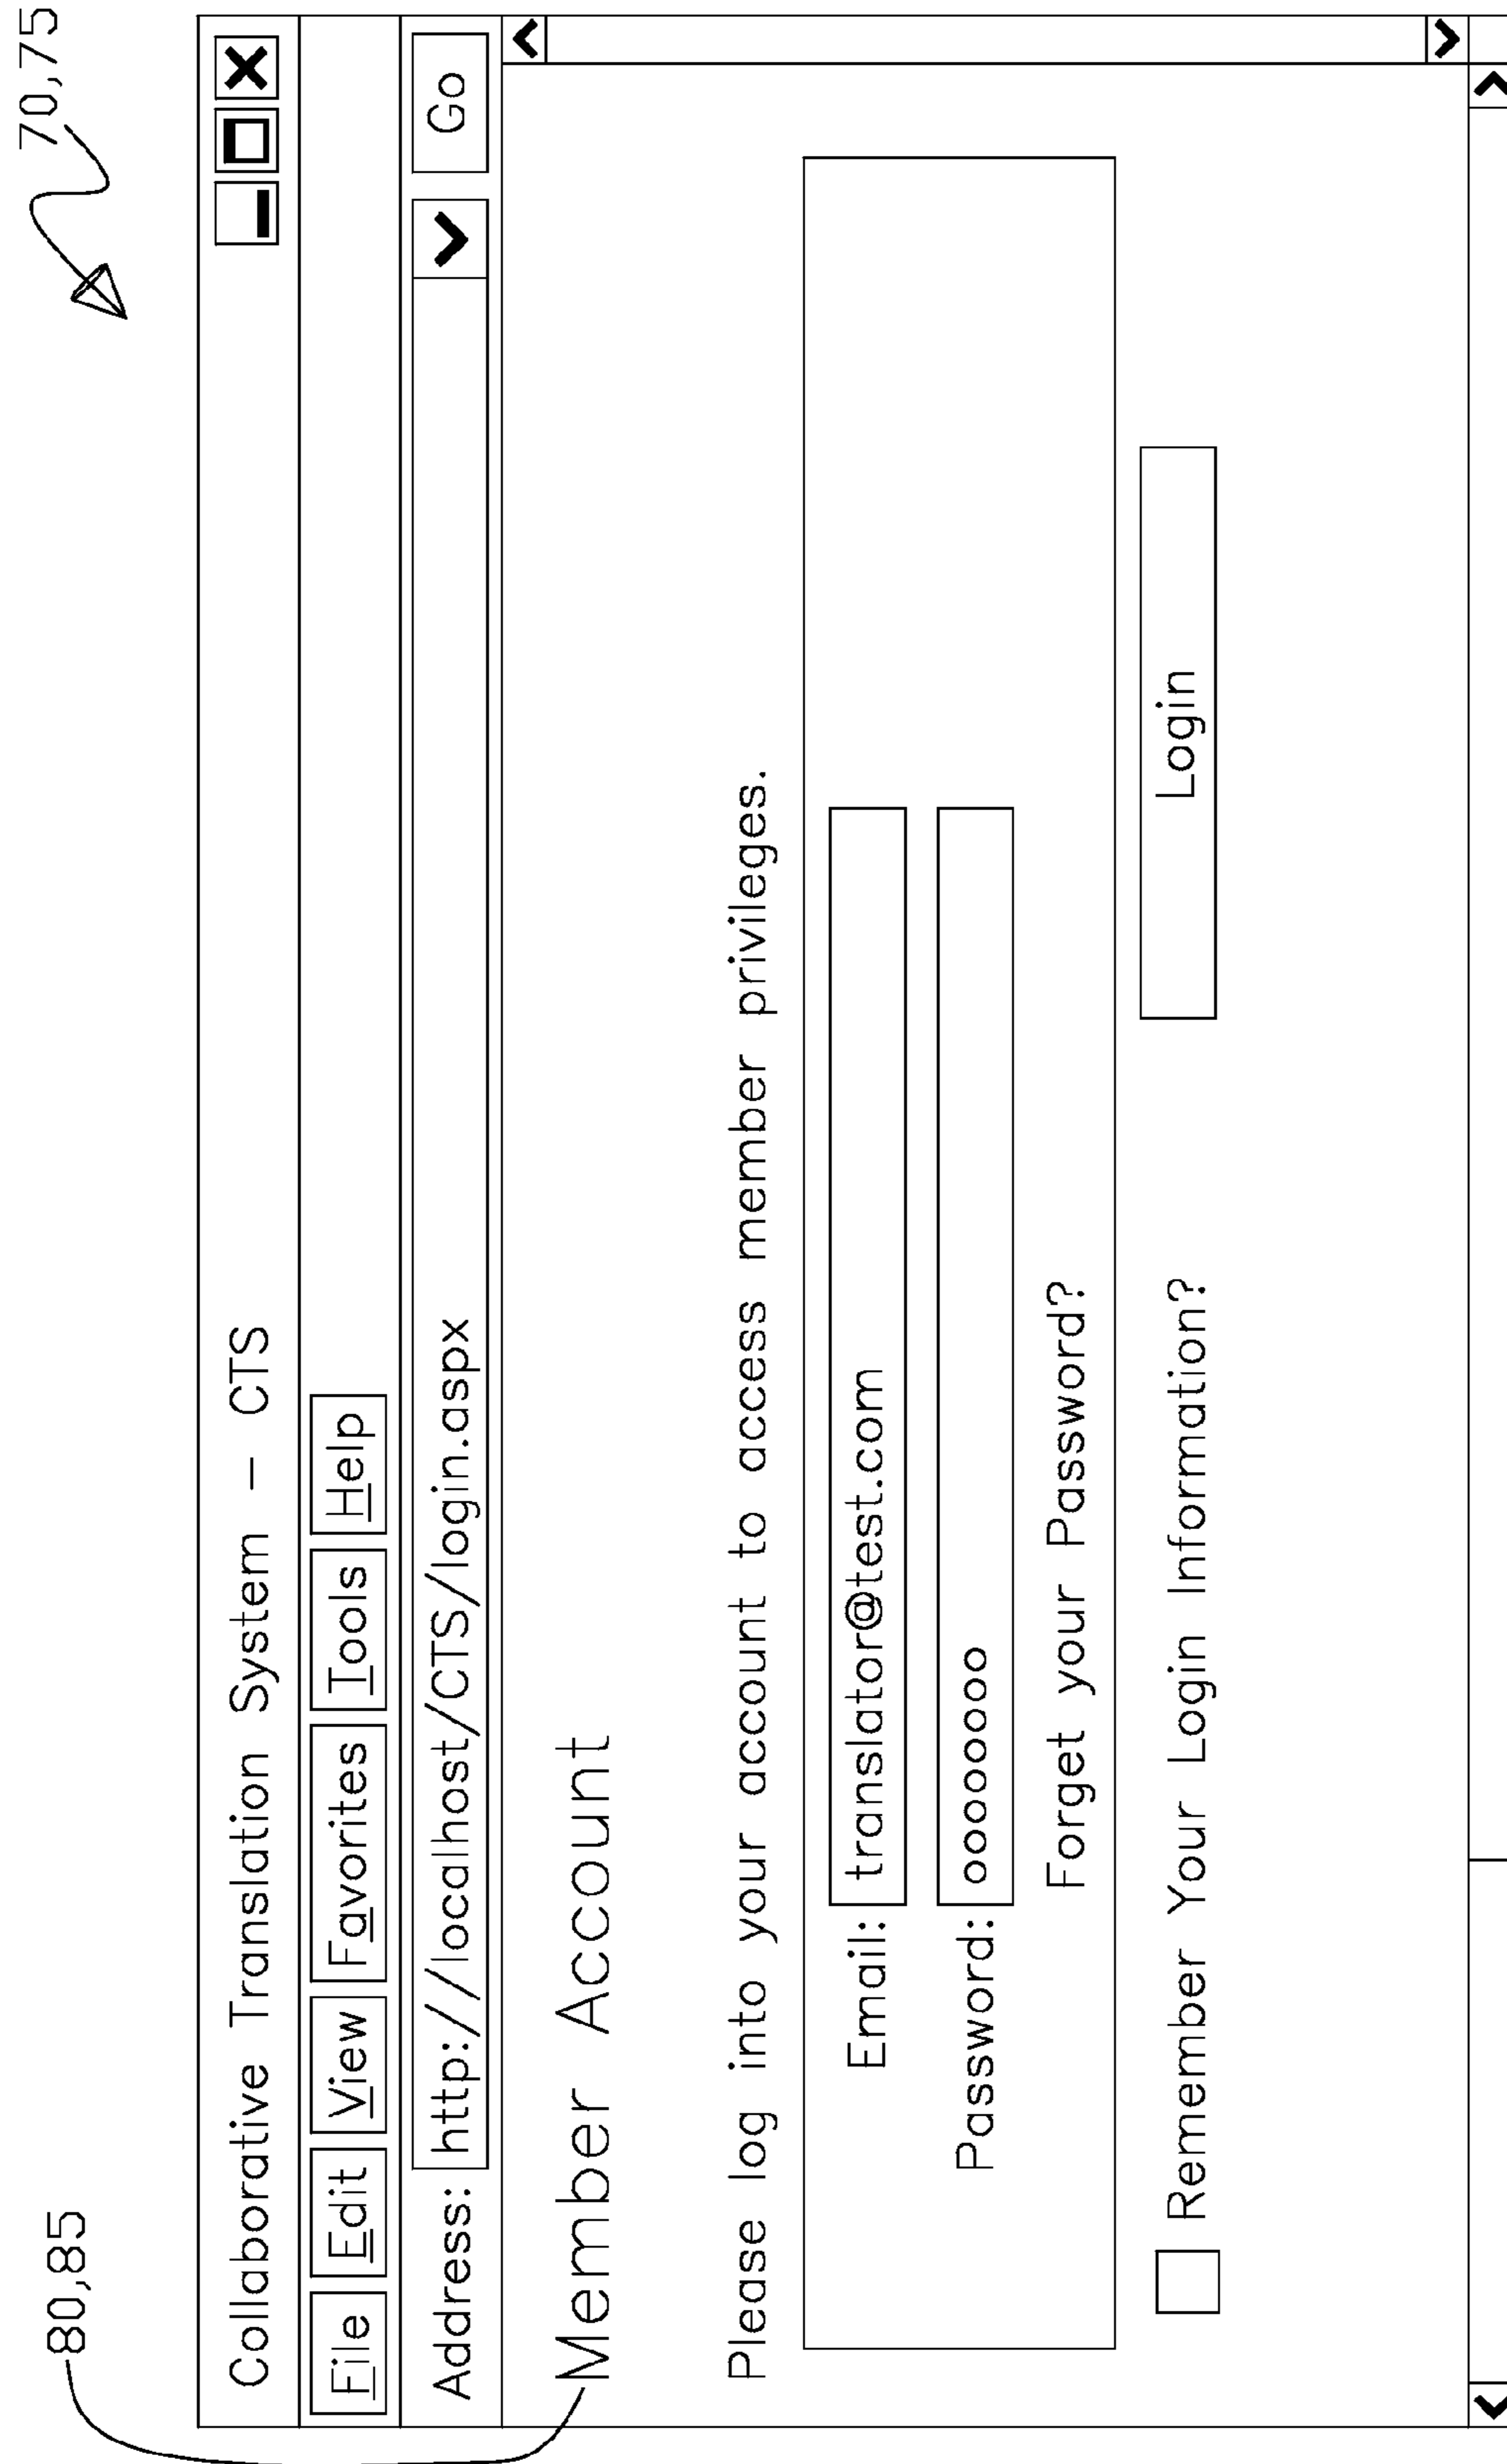 70,75
80,85
Collaborative Translation System – CTS
File Edit View Favorites Tools Help
Address: http://localhost/CTS/login.aspx Go
Member Account
Please log into your account to access member privileges.
Email: translator@test.com
Password: ooooooooo
Forget your Password?
Remember Your Login Information? Login